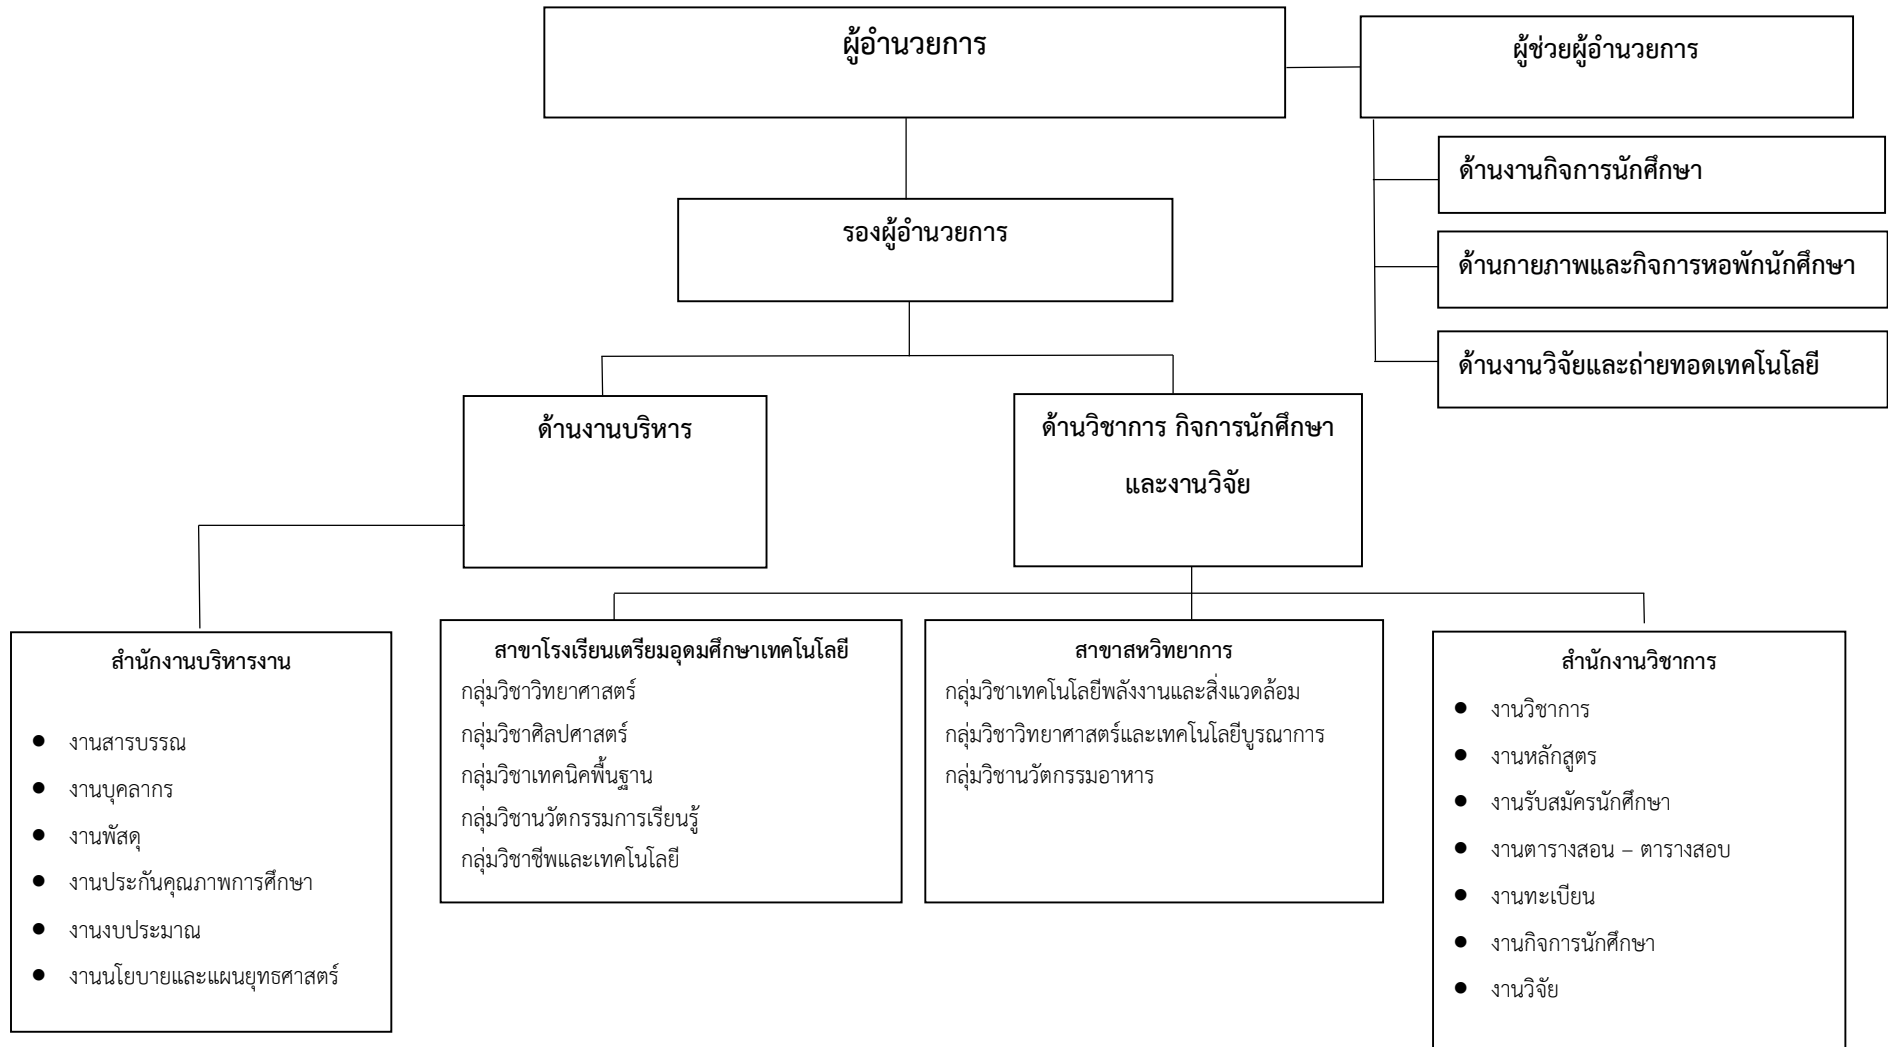 ผู้อำนวยการ
ผู้ช่วยผู้อำนวยการ
ด้านงานกิจการนักศึกษา
ด้านกายภาพและกิจการหอพักนักศึกษา
ด้านงานวิจัยและถ่ายทอดเทคโนโลยี
รองผู้อำนวยการ
ด้านงานบริหาร
ด้านวิชาการ กิจการนักศึกษา
และงานวิจัย
สำนักงานบริหารงาน
● งานสารบรรณ
● งานบุคลากร
● งานพัสดุ
● งานประกันคุณภาพการศึกษา
● งานงบประมาณ
● งานนโยบายและแผนยุทธศาสตร์
สาขาโรงเรียนเตรียมอุดมศึกษาเทคโนโลยี
กลุ่มวิชาวิทยาศาสตร์
กลุ่มวิชาศิลปศาสตร์
กลุ่มวิชาเทคนิคพื้นฐาน
กลุ่มวิชานวัตกรรมการเรียนรู้
กลุ่มวิชาชีพและเทคโนโลยี
สาขาสหวิทยาการ
กลุ่มวิชาเทคโนโลยีพลังงานและสิ่งแวดล้อม
กลุ่มวิชาวิทยาศาสตร์และเทคโนโลยีบูรณาการ
กลุ่มวิชานวัตกรรมอาหาร
สำนักงานวิชาการ
● งานวิชาการ
● งานหลักสูตร
● งานรับสมัครนักศึกษา
● งานตารางสอน – ตารางสอบ
● งานทะเบียน
● งานกิจการนักศึกษา
● งานวิจัย